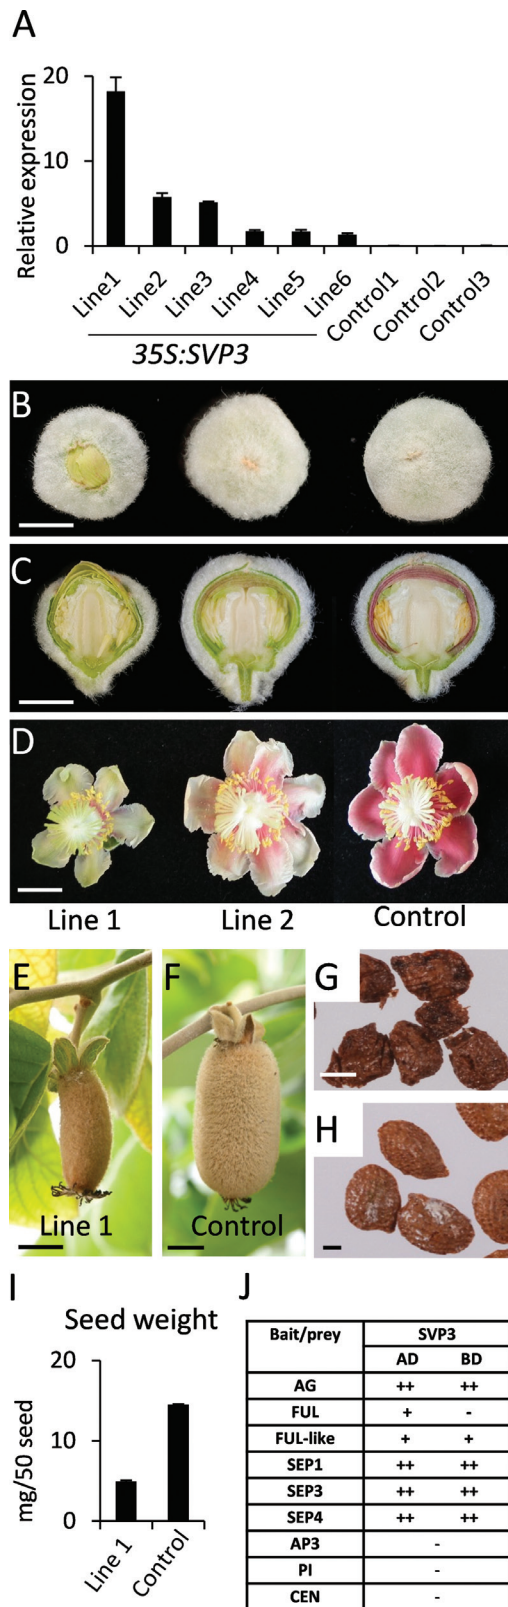 A
Relative expression
20
10
0
Line1
Line2
Line3
Line4
Line5
Line6
Control1
Control2
Control3
35S:SVP3
B
C
D
Line 1
Line 2
Control
E
F
G
H
Line 1
Control
I
J
Seed weight
mg/50 seed
20
10
0
Line 1
Control
Bait/prey SVP3
AD BD
AG ++ ++
FUL + -
FUL-like + +
SEP1 ++ ++
SEP3 ++ ++
SEP4 ++ ++
AP3 -
PI -
CEN -